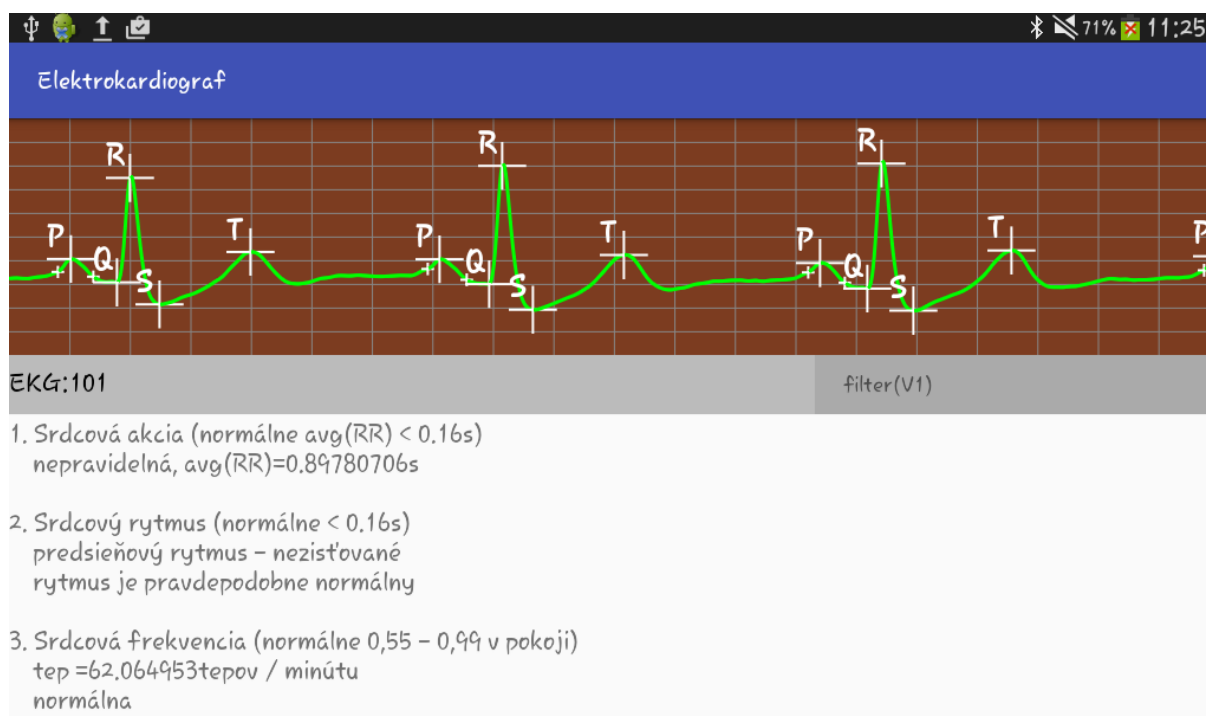 71% 11:25
Elektrokardiograf
R R R
P Q S T P Q S T P Q S T P
EKG:101 filter(V1)
1. Srdcová akcia (normálne avg(RR) < 0.16s)
nepravidelná, avg(RR)=0.89780706s
2. Srdcový rytmus (normálne < 0.16s)
predsieňový rytmus – nezisťované
rytmus je pravdepodobne normálny
3. Srdcová frekvencia (normálne 0,55 – 0,99 v pokoji)
tep =62.064953tepov / minútu
normálna